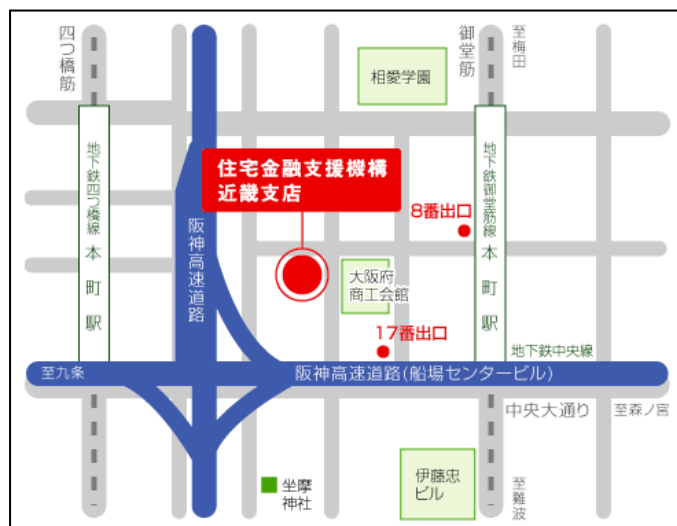 四つ橋筋
御堂筋
至梅田
相愛学園
地下鉄四つ橋線
本町駅
住宅金融支援機構
近畿支店
阪神高速道路
8番出口
地下鉄御堂筋線
本町駅
大阪府
商工会館
17番出口
地下鉄中央線
至九条
阪神高速道路(船場センタービル)
中央大通り
至森ノ宮
坐摩
神社
伊藤忠
ビル
至難波